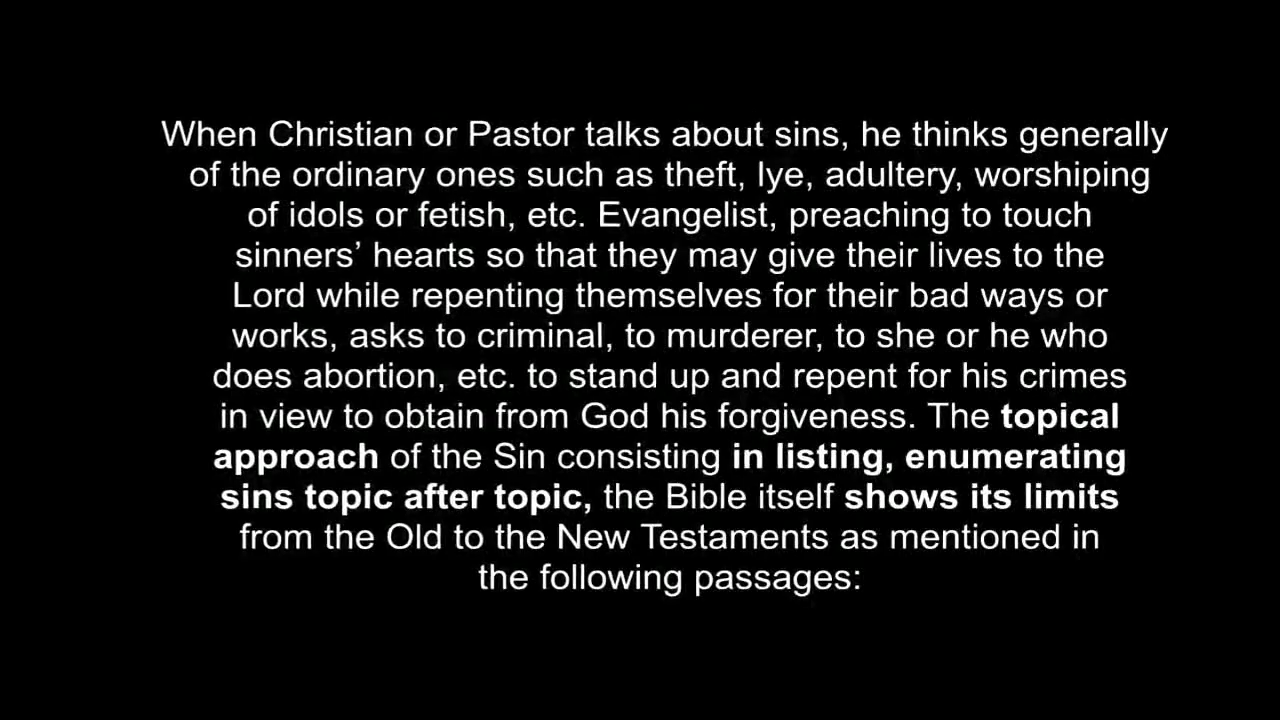 When Christian or Pastor talks about sins, he thinks generally
of the ordinary ones such as theft, lye, adultery, worshiping
of idols or fetish, etc. Evangelist, preaching to touch
sinners’ hearts so that they may give their lives to the
Lord while repenting themselves for their bad ways or
works, asks to criminal, to murderer, to she or he who
does abortion, etc. to stand up and repent for his crimes
in view to obtain from God his forgiveness. The topical
approach of the Sin consisting in listing, enumerating
sins topic after topic, the Bible itself shows its limits
from the Old to the New Testaments as mentioned in
the following passages: